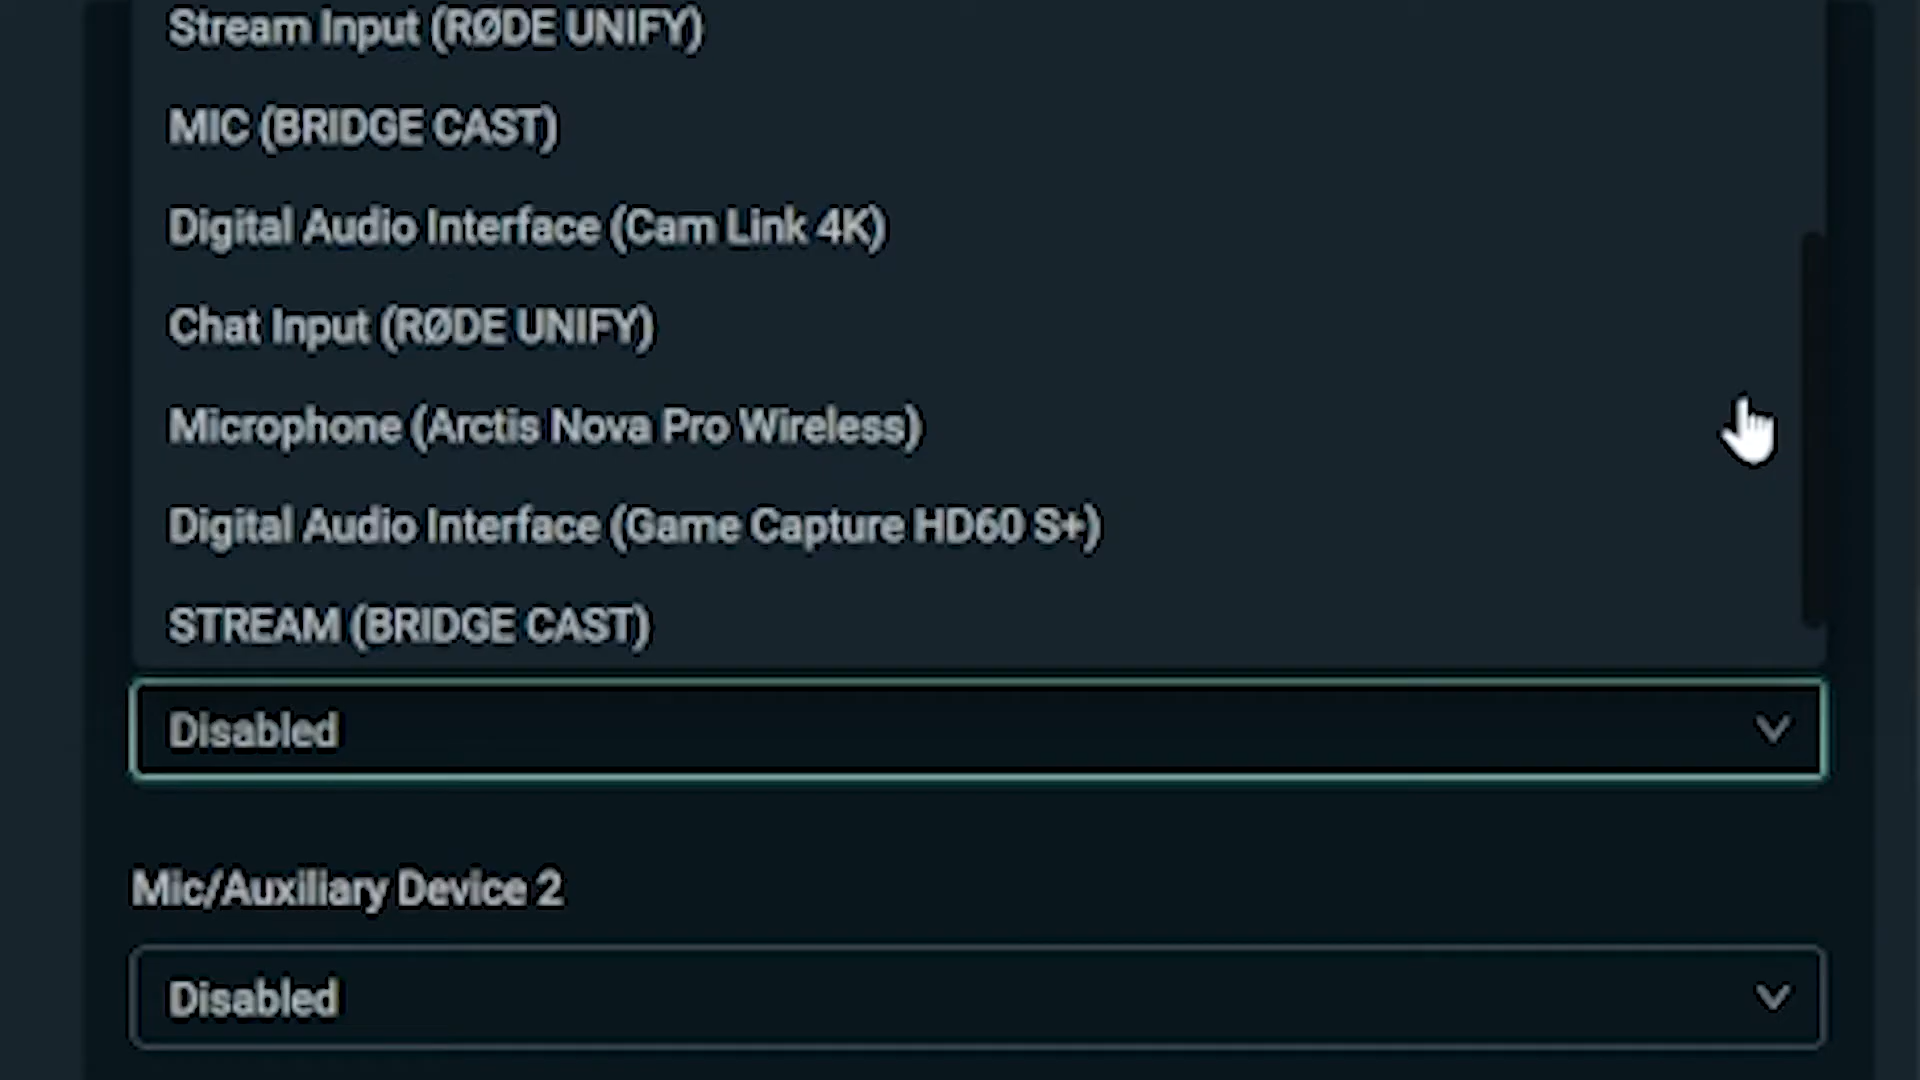 Stream Input (RØDE UNIFY)
MIC (BRIDGE CAST)
Digital Audio Interface (Cam Link 4K)
Chat Input (RØDE UNIFY)
Microphone (Arctis Nova Pro Wireless)
Digital Audio Interface (Game Capture HD60 S+)
STREAM (BRIDGE CAST)
Disabled
Mic/Auxiliary Device 2
Disabled